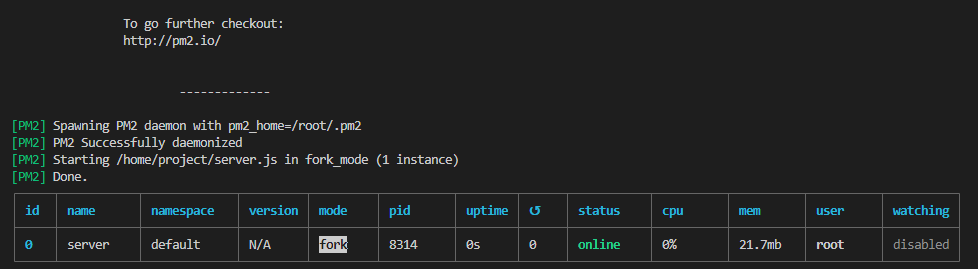 To go further checkout:
http://pm2.io/
-------------
[PM2] Spawning PM2 daemon with pm2_home=/root/.pm2
[PM2] PM2 Successfully daemonized
[PM2] Starting /home/project/server.js in fork_mode (1 instance)
[PM2] Done.
id name namespace version mode pid uptime ↺ status cpu mem user watching
0 server default N/A fork 8314 0s 0 online 0% 21.7mb root disabled